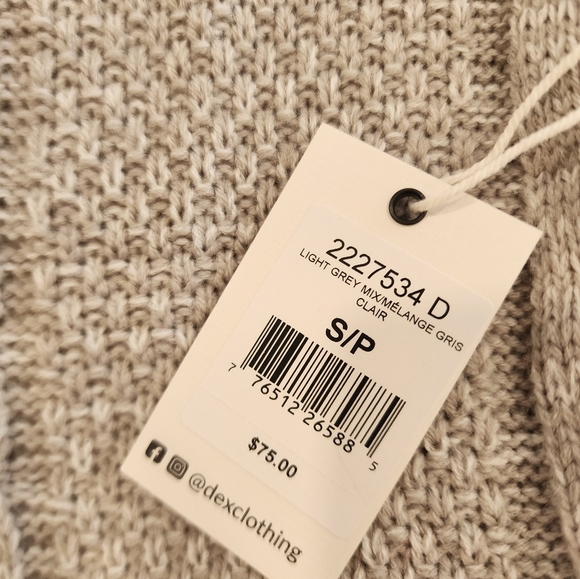 2227534 D
LIGHT GREY MIX/MÉLANGE GRIS
CLAIR
S/P
7 76512 26588 5
$75.00
@dexclothing